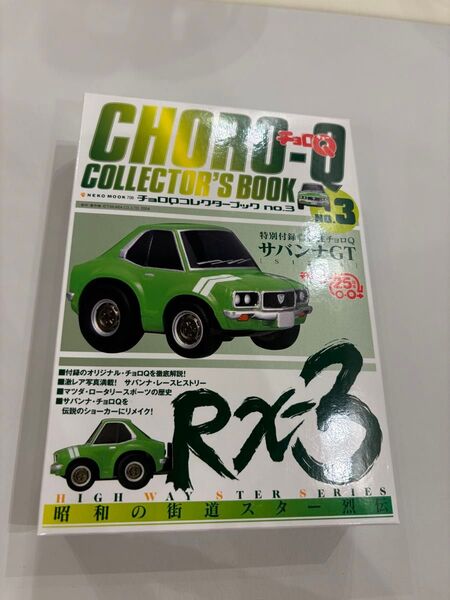 CHORO-Q
チョロQ
COLLECTOR'S BOOK
NEKO MOOK
チョロQコレクターブック no.3
No.3
特別付録
チョロQ
サバンナGT
25
■付録のオリジナル・チョロQを徹底解説!
■激レア写真満載! サバンナ・レースヒストリー
■マツダ・ロータリースポーツの歴史
■サバンナ・チョロQを
伝説のショーカーにリメイク!
RX-3
HIGH WAY STER SERIES
昭和の街道スター烈伝